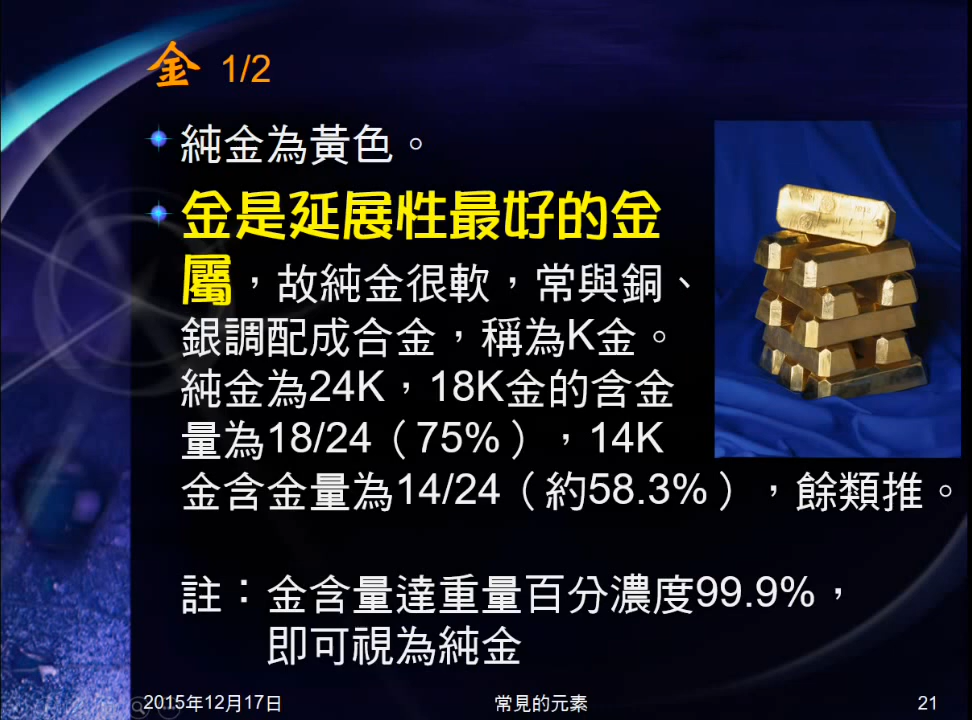 金 1/2
純金為黃色。
金是延展性最好的金
屬，故純金很軟，常與銅、
銀調配成合金，稱為K金。
純金為24K，18K金的含金
量為18/24（75%），14K
金含金量為14/24（約58.3%），餘類推。
註：金含量達重量百分濃度99.9%，
即可視為純金
2015年12月17日
常見的元素
21